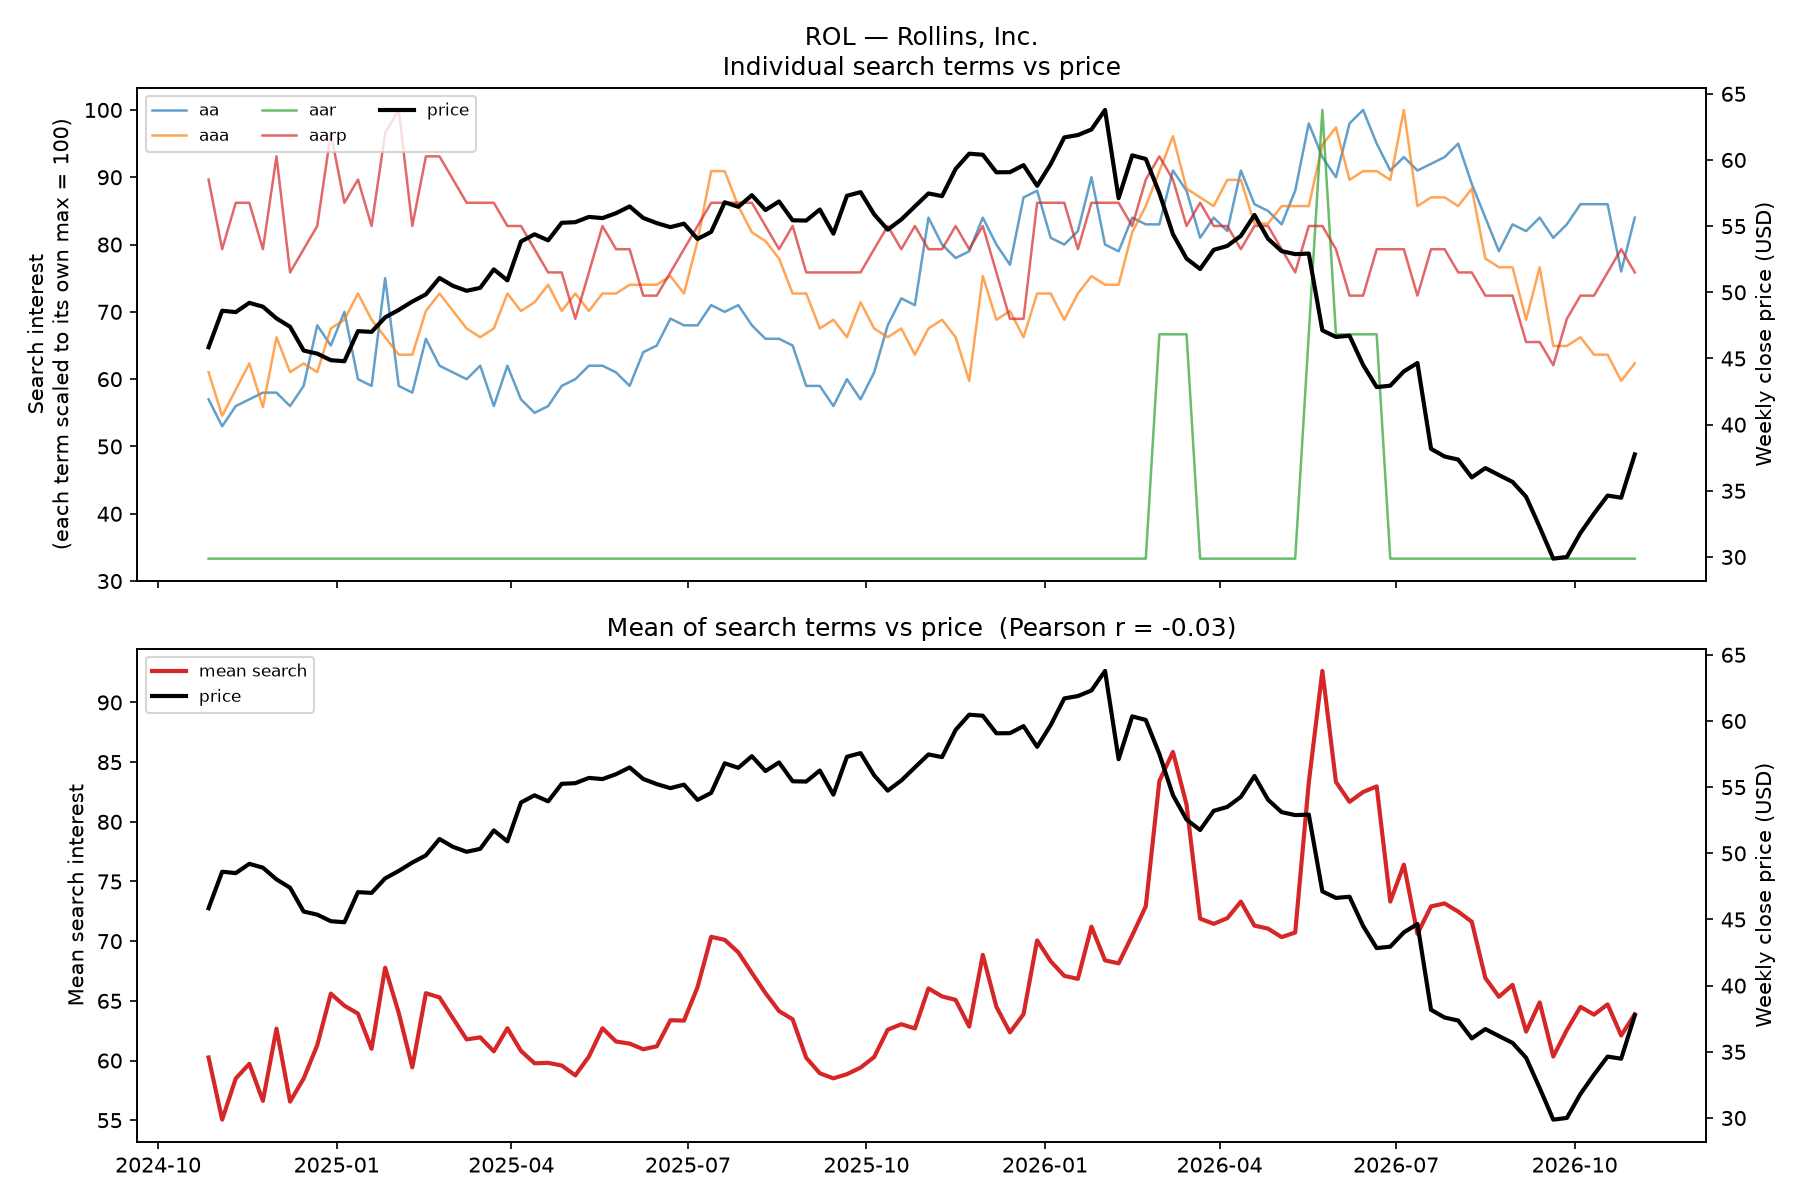 ROL — Rollins, Inc.
Individual search terms vs price
aa
aaa
aar
aarp
price
Search interest
(each term scaled to its own max = 100)
100
90
80
70
60
50
40
30
65
60
55
50
45
40
35
30
Weekly close price (USD)
Mean of search terms vs price  (Pearson r = -0.03)
mean search
price
Mean search interest
90
85
80
75
70
65
60
55
65
60
55
50
45
40
35
30
Weekly close price (USD)
2024-10
2025-01
2025-04
2025-07
2025-10
2026-01
2026-04
2026-07
2026-10